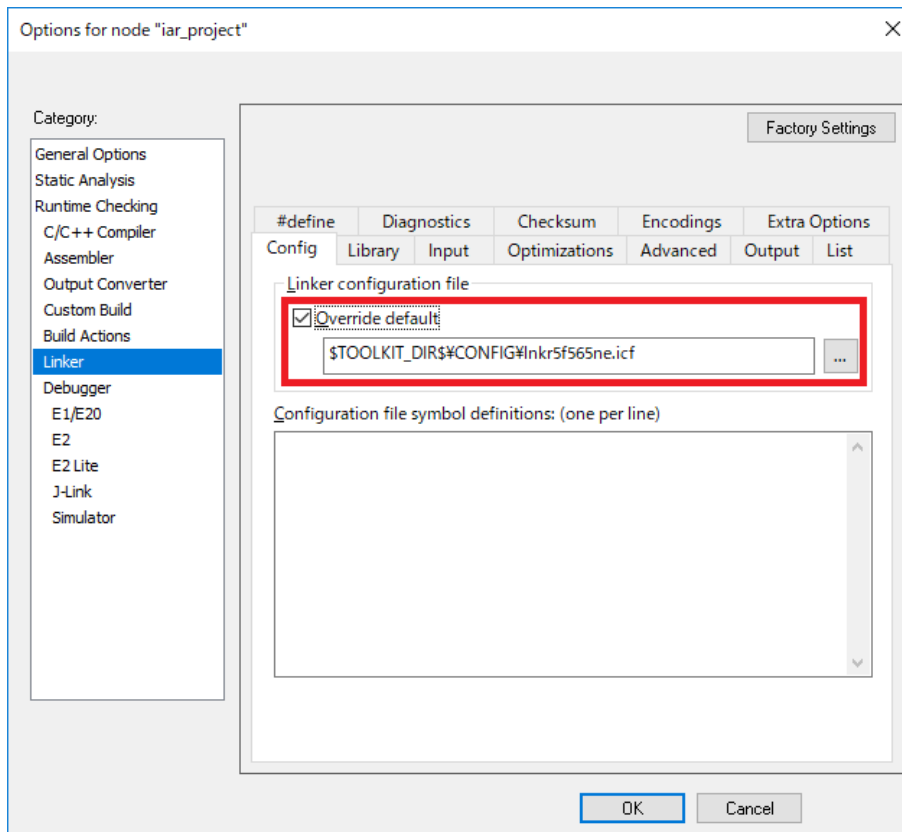 Options for node "iar_project"
Category:
General Options
Static Analysis
Runtime Checking
C/C++ Compiler
Assembler
Output Converter
Custom Build
Build Actions
Linker
Debugger
E1/E20
E2
E2 Lite
J-Link
Simulator
Factory Settings
#define Diagnostics Checksum Encodings Extra Options
Config Library Input Optimizations Advanced Output List
Linker configuration file
Override default
$TOOLKIT_DIR$¥CONFIG¥lnkr5f565ne.icf
...
Configuration file symbol definitions: (one per line)
OK Cancel